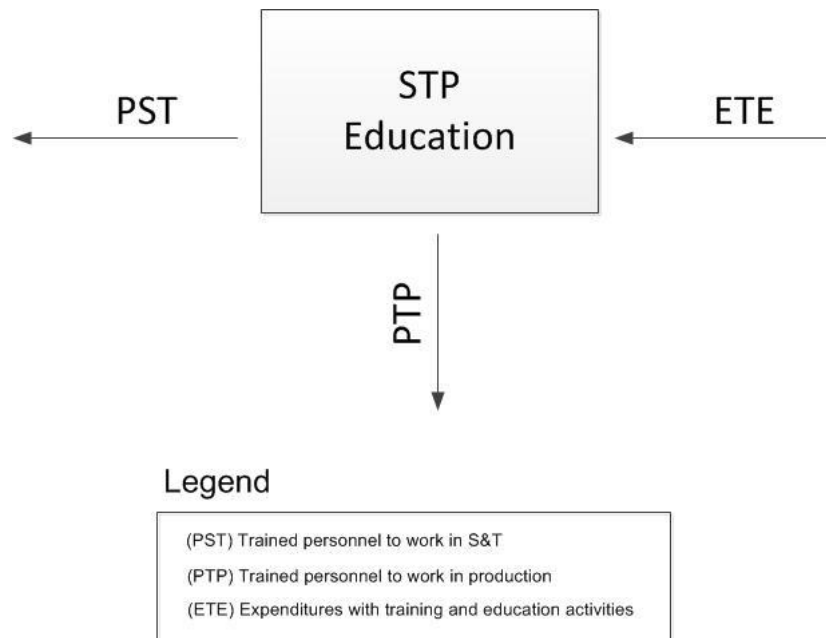 STP
Education
PST
ETE
PTP
Legend
(PST) Trained personnel to work in S&T
(PTP) Trained personnel to work in production
(ETE) Expenditures with training and education activities